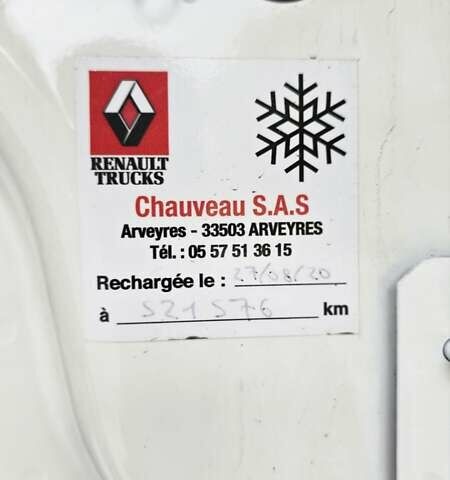 RENAULT
TRUCKS
Chauveau S.A.S
Arveyres - 33503 ARVEYRES
Tél. : 05 57 51 36 15
Rechargée le : 27/08/20
à 521576 km